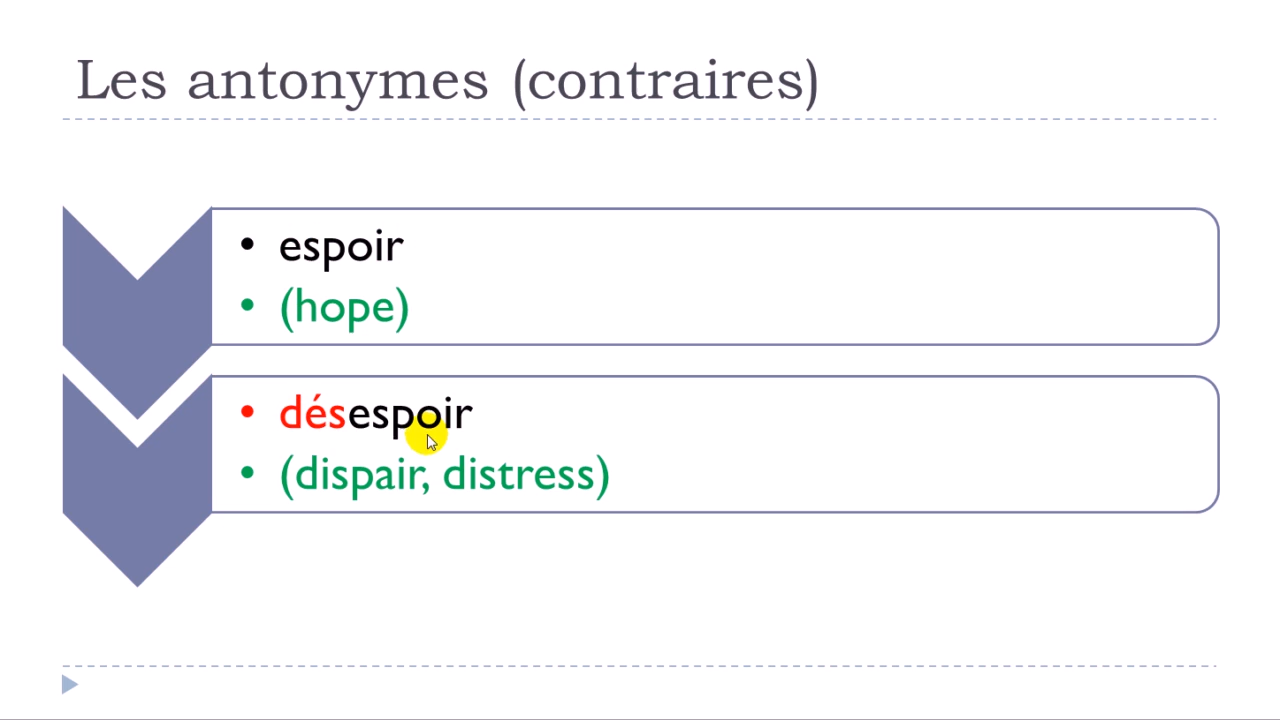 Les antonymes (contraires)
• espoir
• (hope)
• désespoir
• (dispair, distress)